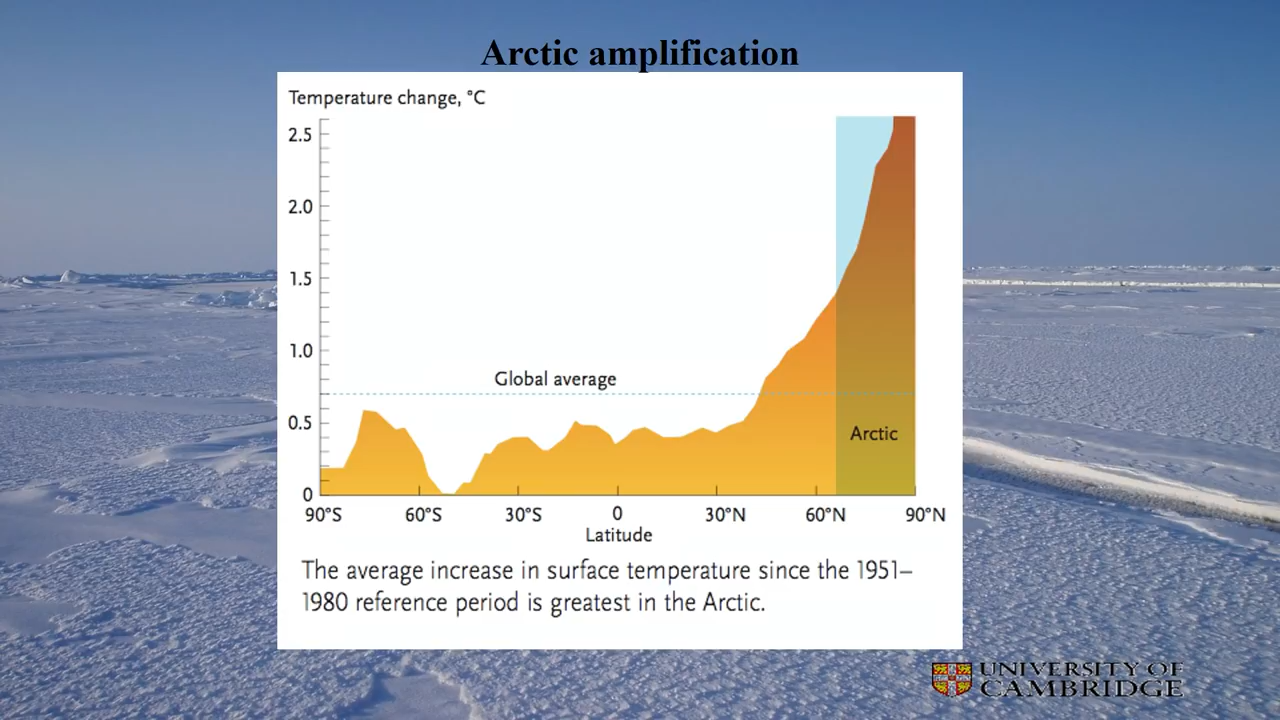 Arctic amplification
Temperature change, °C
2.5
2.0
1.5
1.0
Global average
0.5
Arctic
0
90°S 60°S 30°S 0 30°N 60°N 90°N
Latitude
The average increase in surface temperature since the 1951–
1980 reference period is greatest in the Arctic.
UNIVERSITY OF
CAMBRIDGE